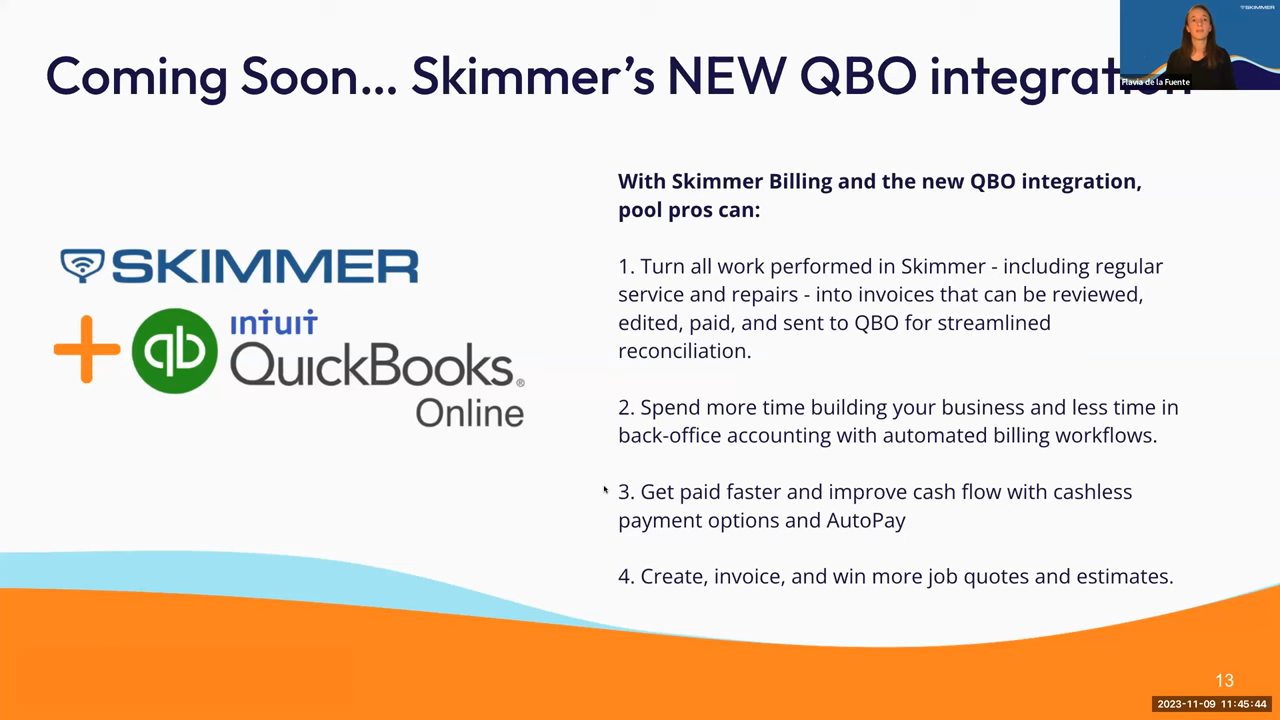 Coming Soon... Skimmer's NEW QBO integration
SKIMMER
Flavia de la Fuente
With Skimmer Billing and the new QBO integration,
pool pros can:
1. Turn all work performed in Skimmer - including regular
service and repairs - into invoices that can be reviewed,
edited, paid, and sent to QBO for streamlined
reconciliation.
2. Spend more time building your business and less time in
back-office accounting with automated billing workflows.
3. Get paid faster and improve cash flow with cashless
payment options and AutoPay
4. Create, invoice, and win more job quotes and estimates.
SKIMMER
+ qb intuit
QuickBooks®
Online
13
2023-11-09 11:45:44